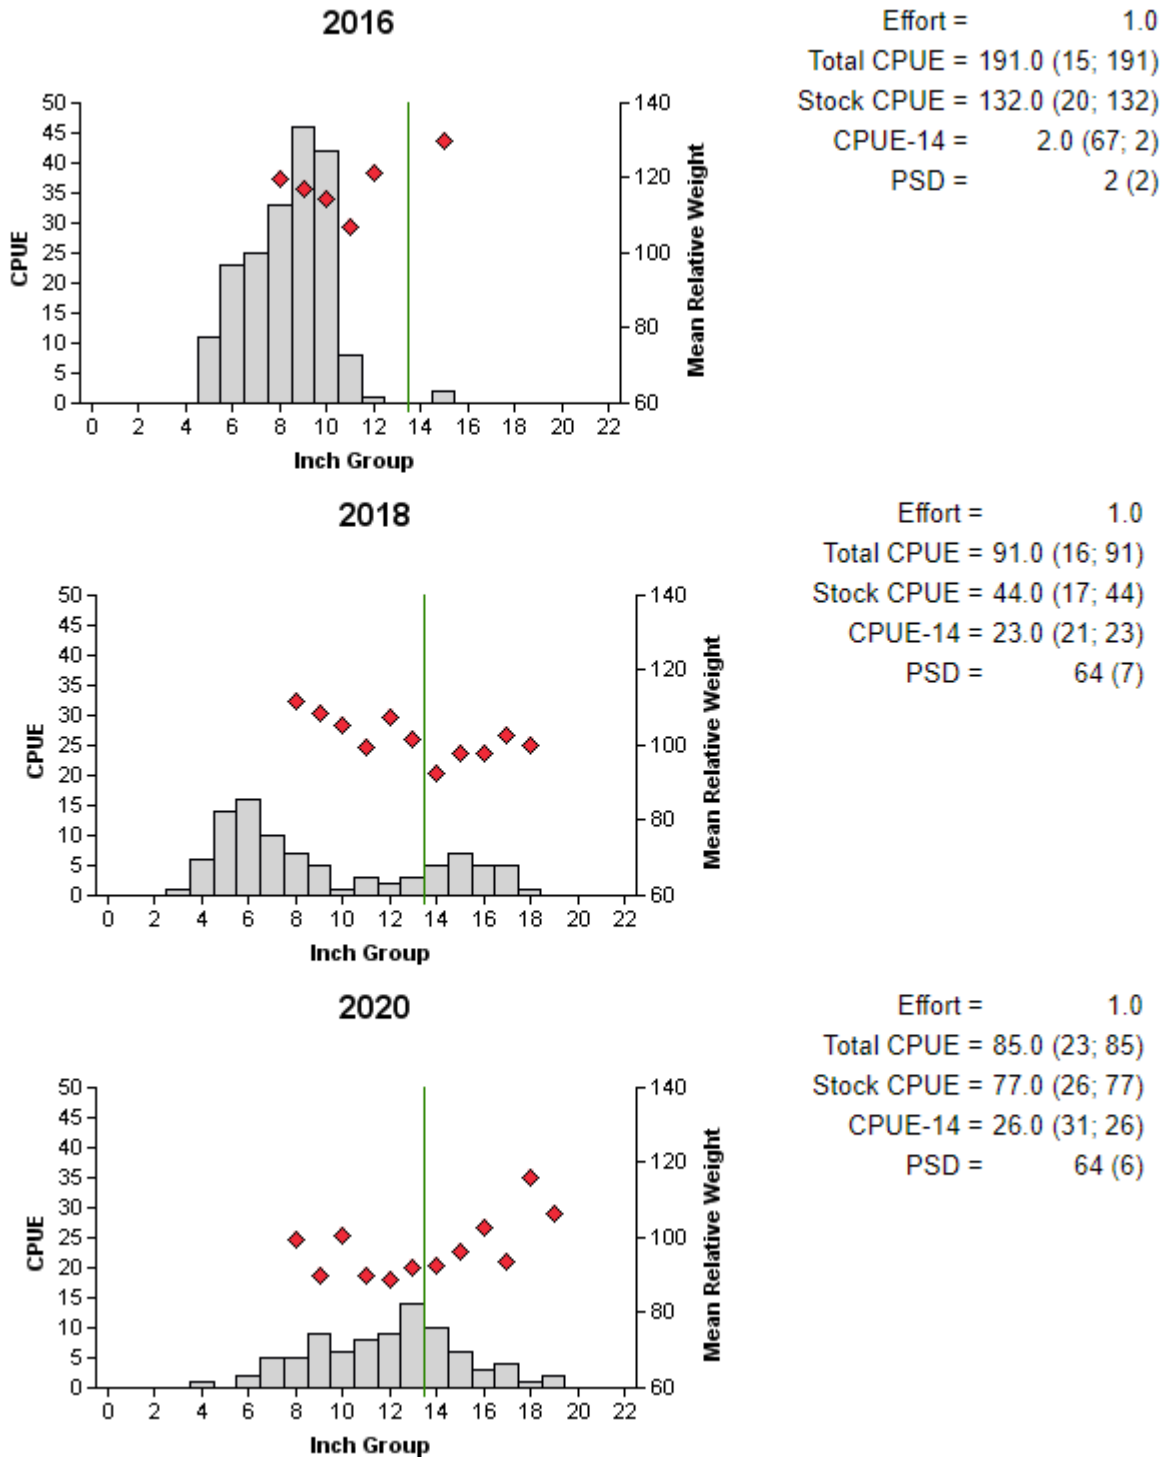 2016
Effort = 1.0
Total CPUE = 191.0 (15; 191)
Stock CPUE = 132.0 (20; 132)
CPUE-14 = 2.0 (67; 2)
PSD = 2 (2)
50
45
40
35
30
25
20
15
10
5
0
CPUE
140
120
100
80
60
Mean Relative Weight
0 2 4 6 8 10 12 14 16 18 20 22
Inch Group
2018
Effort = 1.0
Total CPUE = 91.0 (16; 91)
Stock CPUE = 44.0 (17; 44)
CPUE-14 = 23.0 (21; 23)
PSD = 64 (7)
50
45
40
35
30
25
20
15
10
5
0
CPUE
140
120
100
80
60
Mean Relative Weight
0 2 4 6 8 10 12 14 16 18 20 22
Inch Group
2020
Effort = 1.0
Total CPUE = 85.0 (23; 85)
Stock CPUE = 77.0 (26; 77)
CPUE-14 = 26.0 (31; 26)
PSD = 64 (6)
50
45
40
35
30
25
20
15
10
5
0
CPUE
140
120
100
80
60
Mean Relative Weight
0 2 4 6 8 10 12 14 16 18 20 22
Inch Group